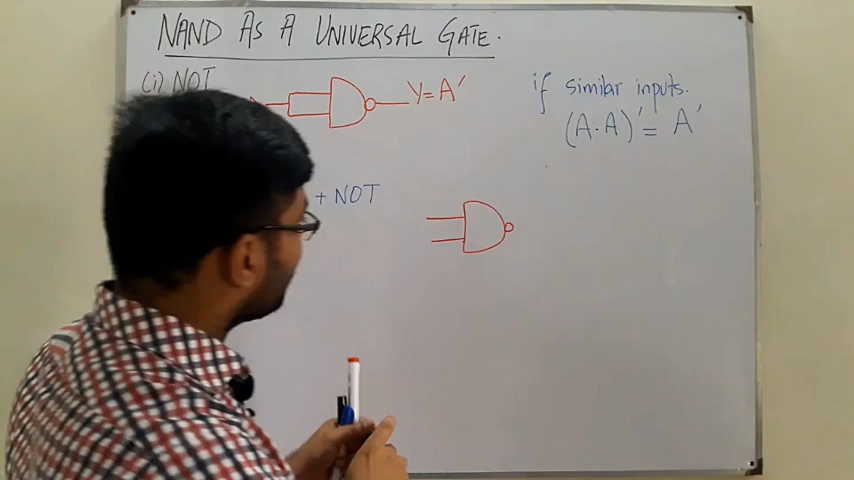 NAND AS A UNIVERSAL GATE.
(i) NOT
Y=A'
if similar inputs.
(A.A)'= A'
+ NOT